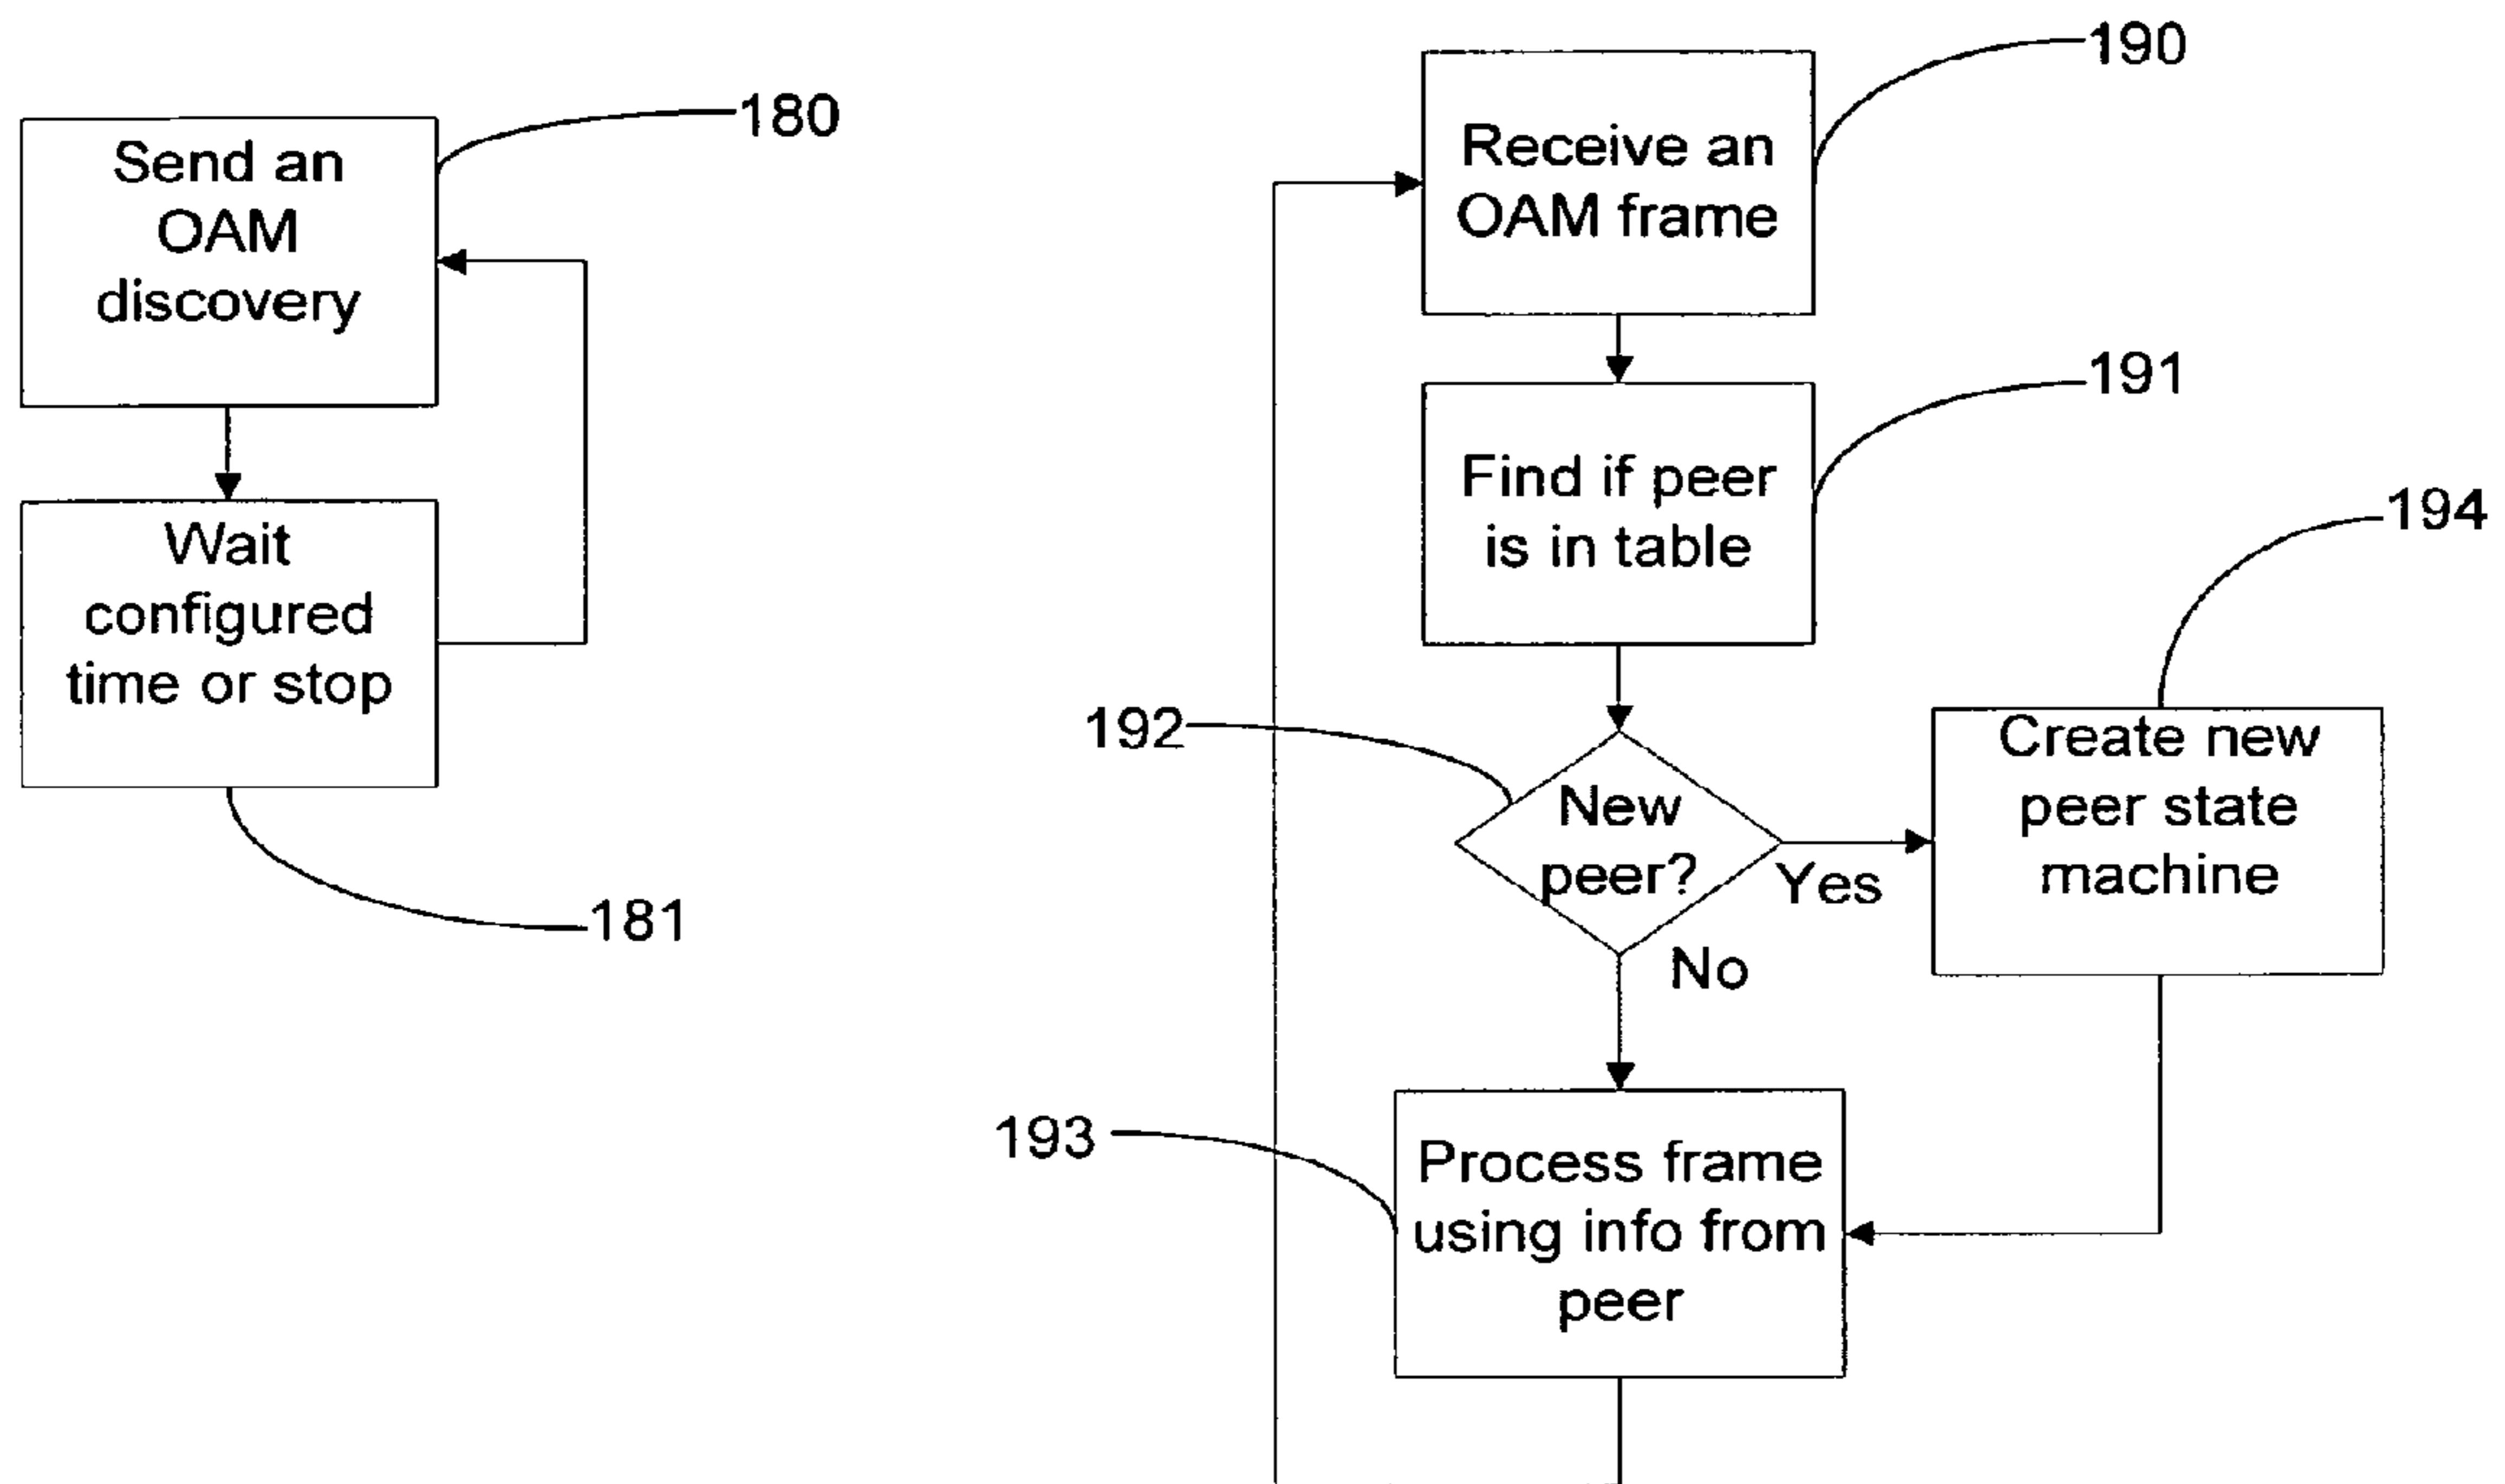 180
Send an
OAM
discovery
Wait
configured
time or stop
181
190
Receive an
OAM frame
191
Find if peer
is in table
192
New
peer?
Yes
No
194
Create new
peer state
machine
193
Process frame
using info from
peer